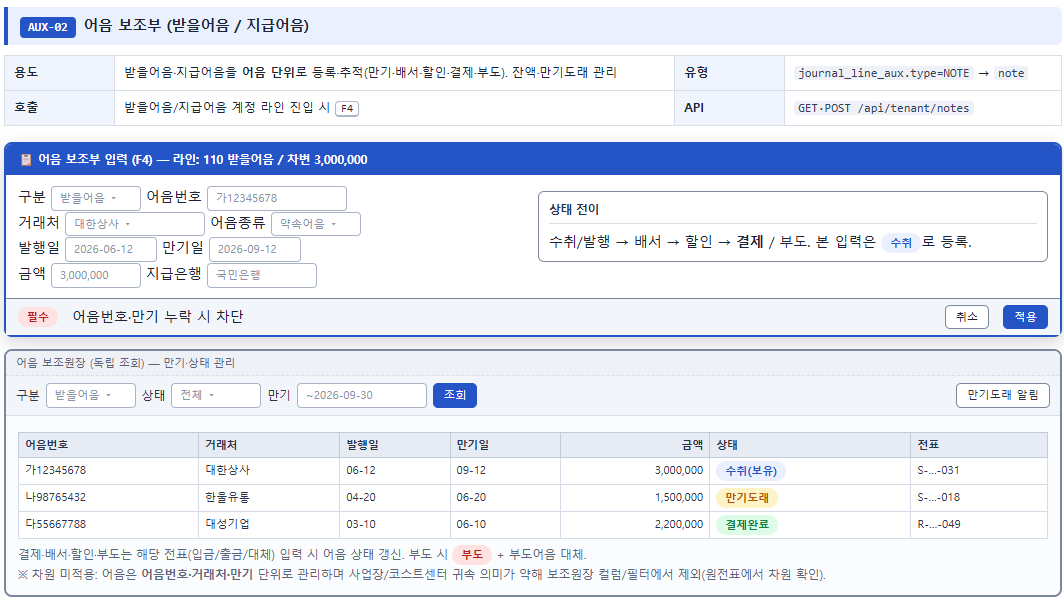 AUX-02 어음 보조부 (받을어음 / 지급어음)
용도 받을어음·지급어음을 어음 단위로 등록·추적(만기·배서·할인·결제·부도). 잔액·만기도래 관리 유형 journal_line_aux.type=NOTE → note
호출 받을어음/지급어음 계정 라인 진입 시 F4 API GET·POST /api/tenant/notes
📋 어음 보조부 입력 (F4) — 라인: 110 받을어음 / 차변 3,000,000
구분 받을어음 어음번호 가12345678
거래처 대한상사 어음종류 약속어음
발행일 2026-06-12 만기일 2026-09-12
금액 3,000,000 지급은행 국민은행
상태 전이
수취/발행 → 배서 → 할인 → 결제 / 부도. 본 입력은 수취 로 등록.
필수 어음번호·만기 누락 시 차단 취소 적용
어음 보조원장 (독립 조회) — 만기·상태 관리
구분 받을어음 상태 전체 만기 ~2026-09-30 조회 만기도래 알림
어음번호 거래처 발행일 만기일 금액 상태 전표
가12345678 대한상사 06-12 09-12 3,000,000 수취(보유) S-…-031
나98765432 한울유통 04-20 06-20 1,500,000 만기도래 S-…-018
다55667788 대성기업 03-10 06-10 2,200,000 결제완료 R-…-049
결제·배서·할인·부도는 해당 전표(입금/출금/대체) 입력 시 어음 상태 갱신. 부도 시 부도 + 부도어음 대체.
※ 차원 미적용: 어음은 어음번호·거래처·만기 단위로 관리하며 사업장/코스트센터 귀속 의미가 약해 보조원장 컬럼/필터에서 제외(원전표에서 차원 확인).